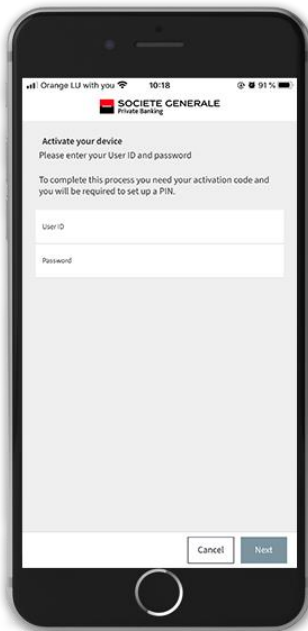 Orange LU with you 10:18 91 %
SOCIETE GENERALE
Private Banking
Activate your device
Please enter your User ID and password
To complete this process you need your activation code and
you will be required to set up a PIN.
User ID
Password
Cancel Next